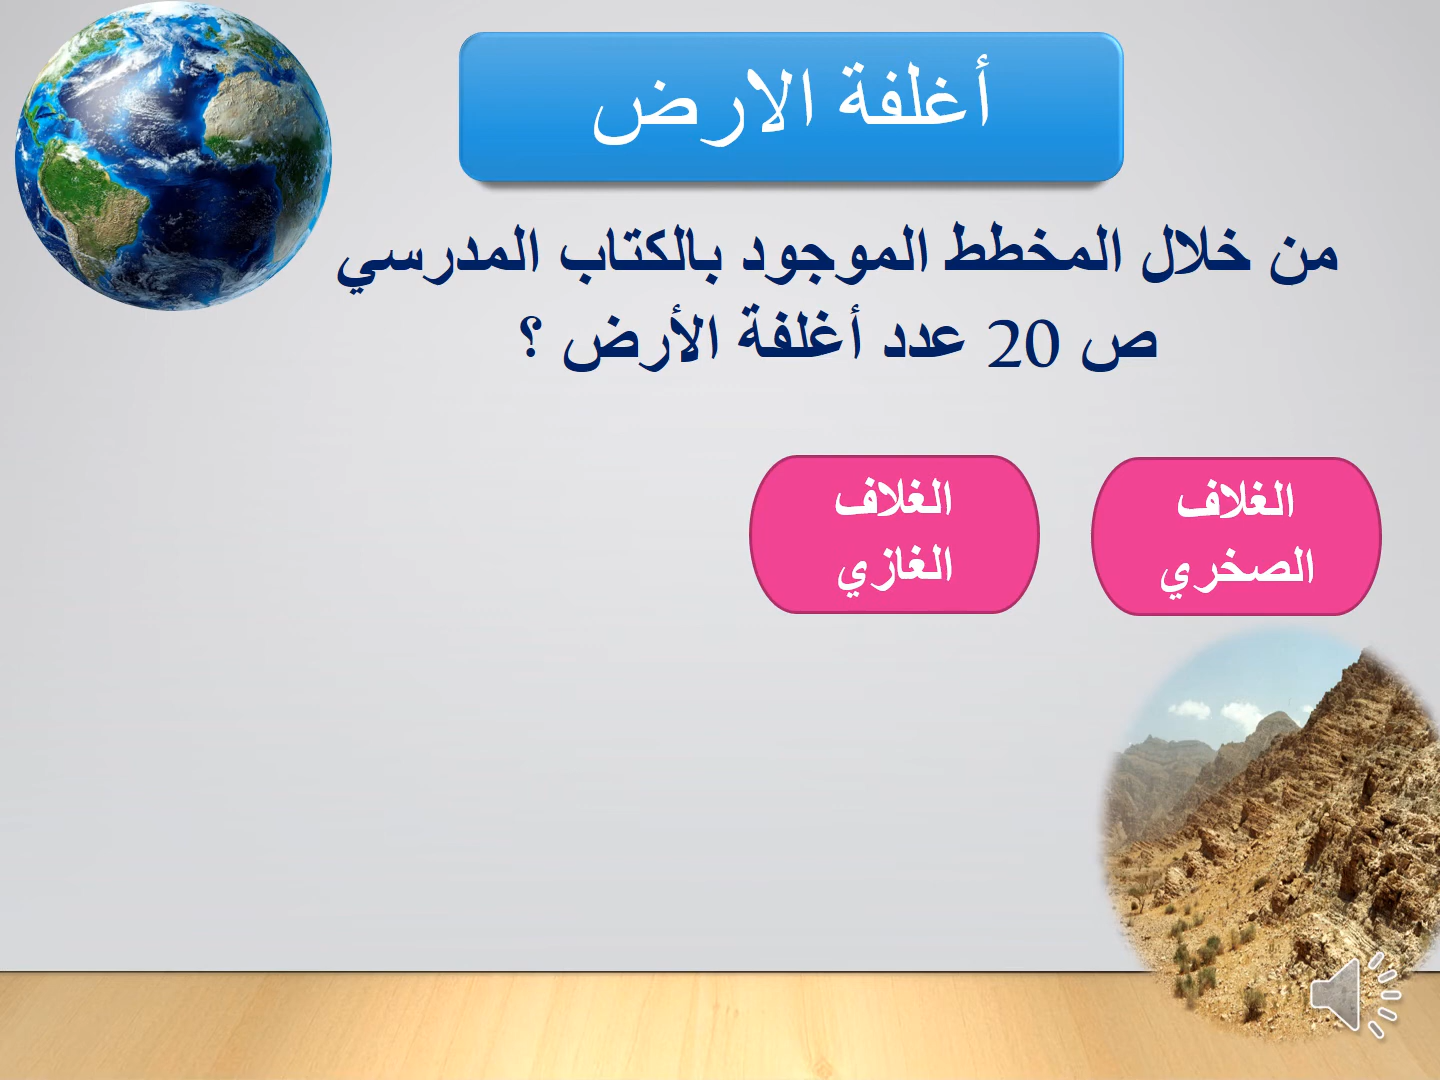 أغلفة الارض
من خلال المخطط الموجود بالكتاب المدرسي
ص 20 عدد أغلفة الأرض ؟
الغلاف
الصخري
الغلاف
الغازي